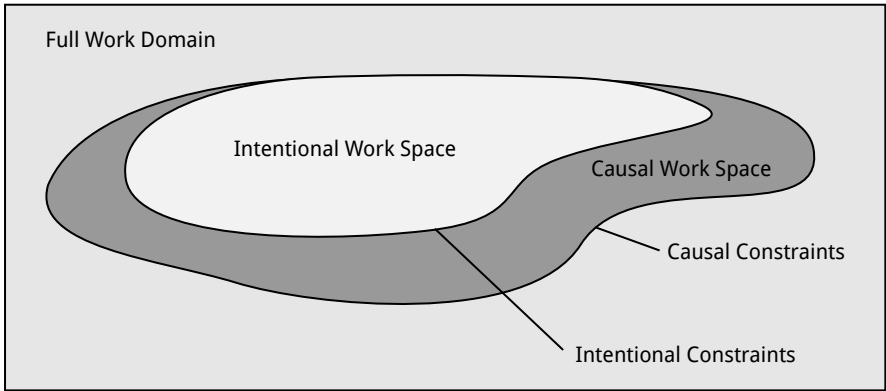 Full Work Domain
Intentional Work Space
Causal Work Space
Causal Constraints
Intentional Constraints